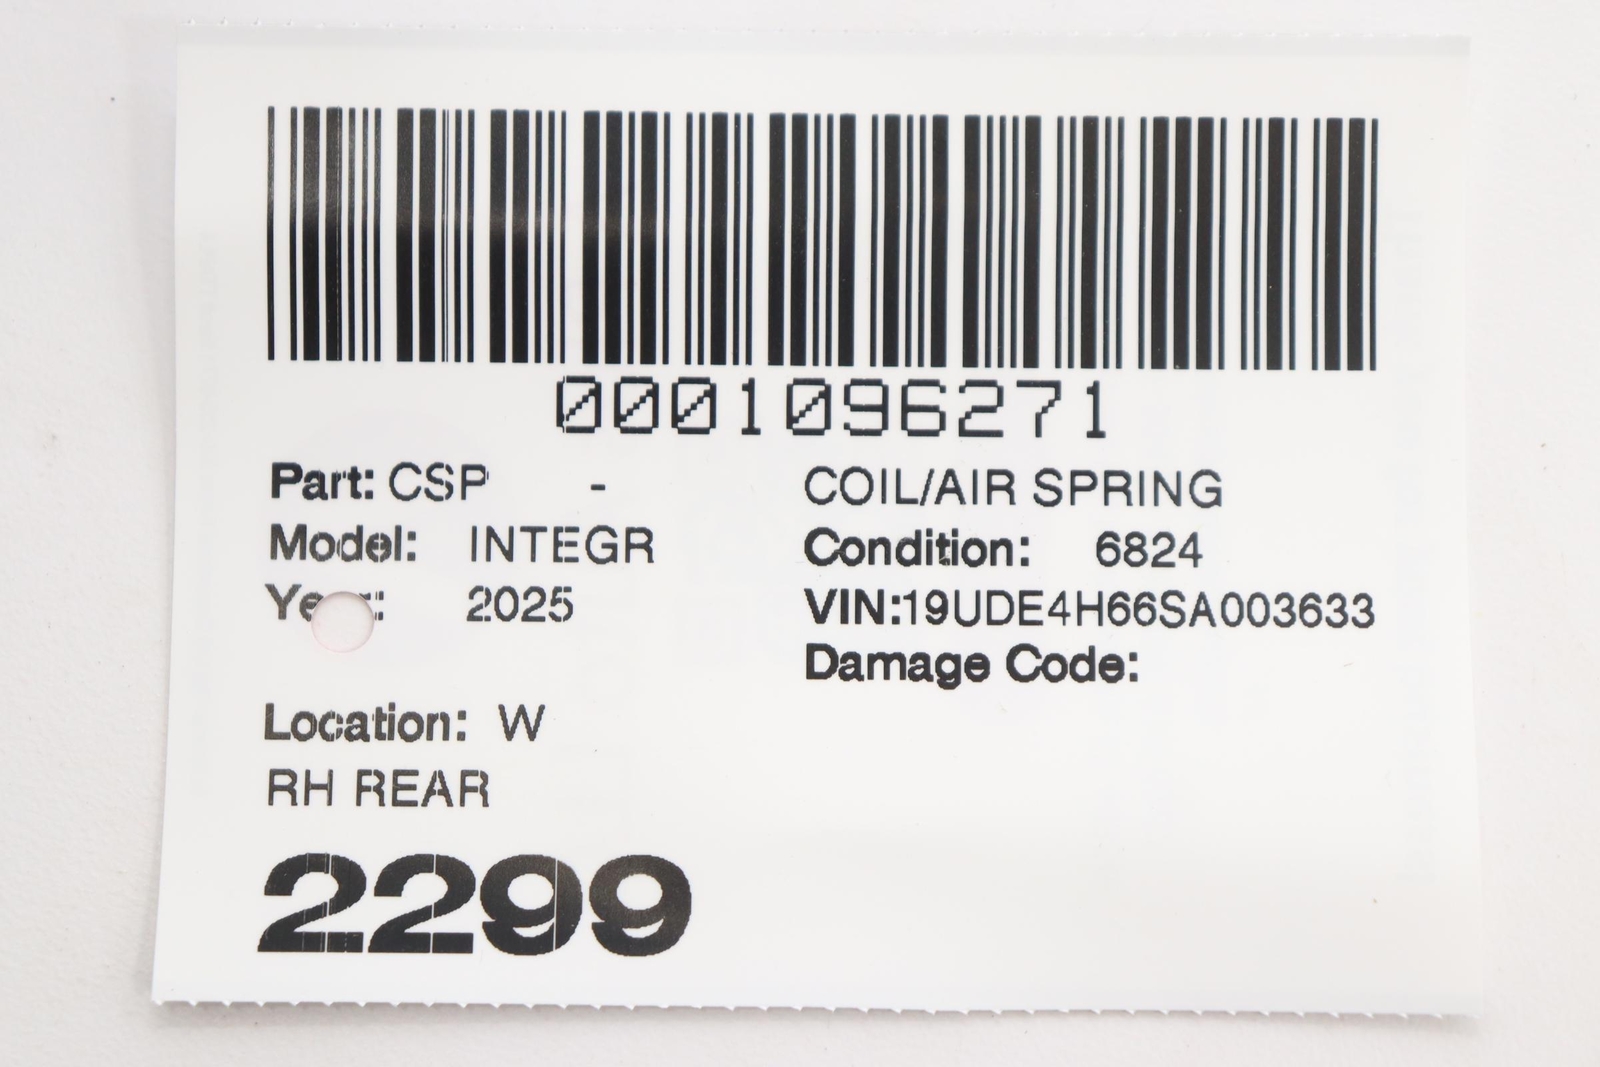 0001096271
Part: CSP - COIL/AIR SPRING
Model: INTEGR Condition: 6824
2025 VIN:19UDE4H66SA003633
Damage Code:
Location: W
RH REAR
2299